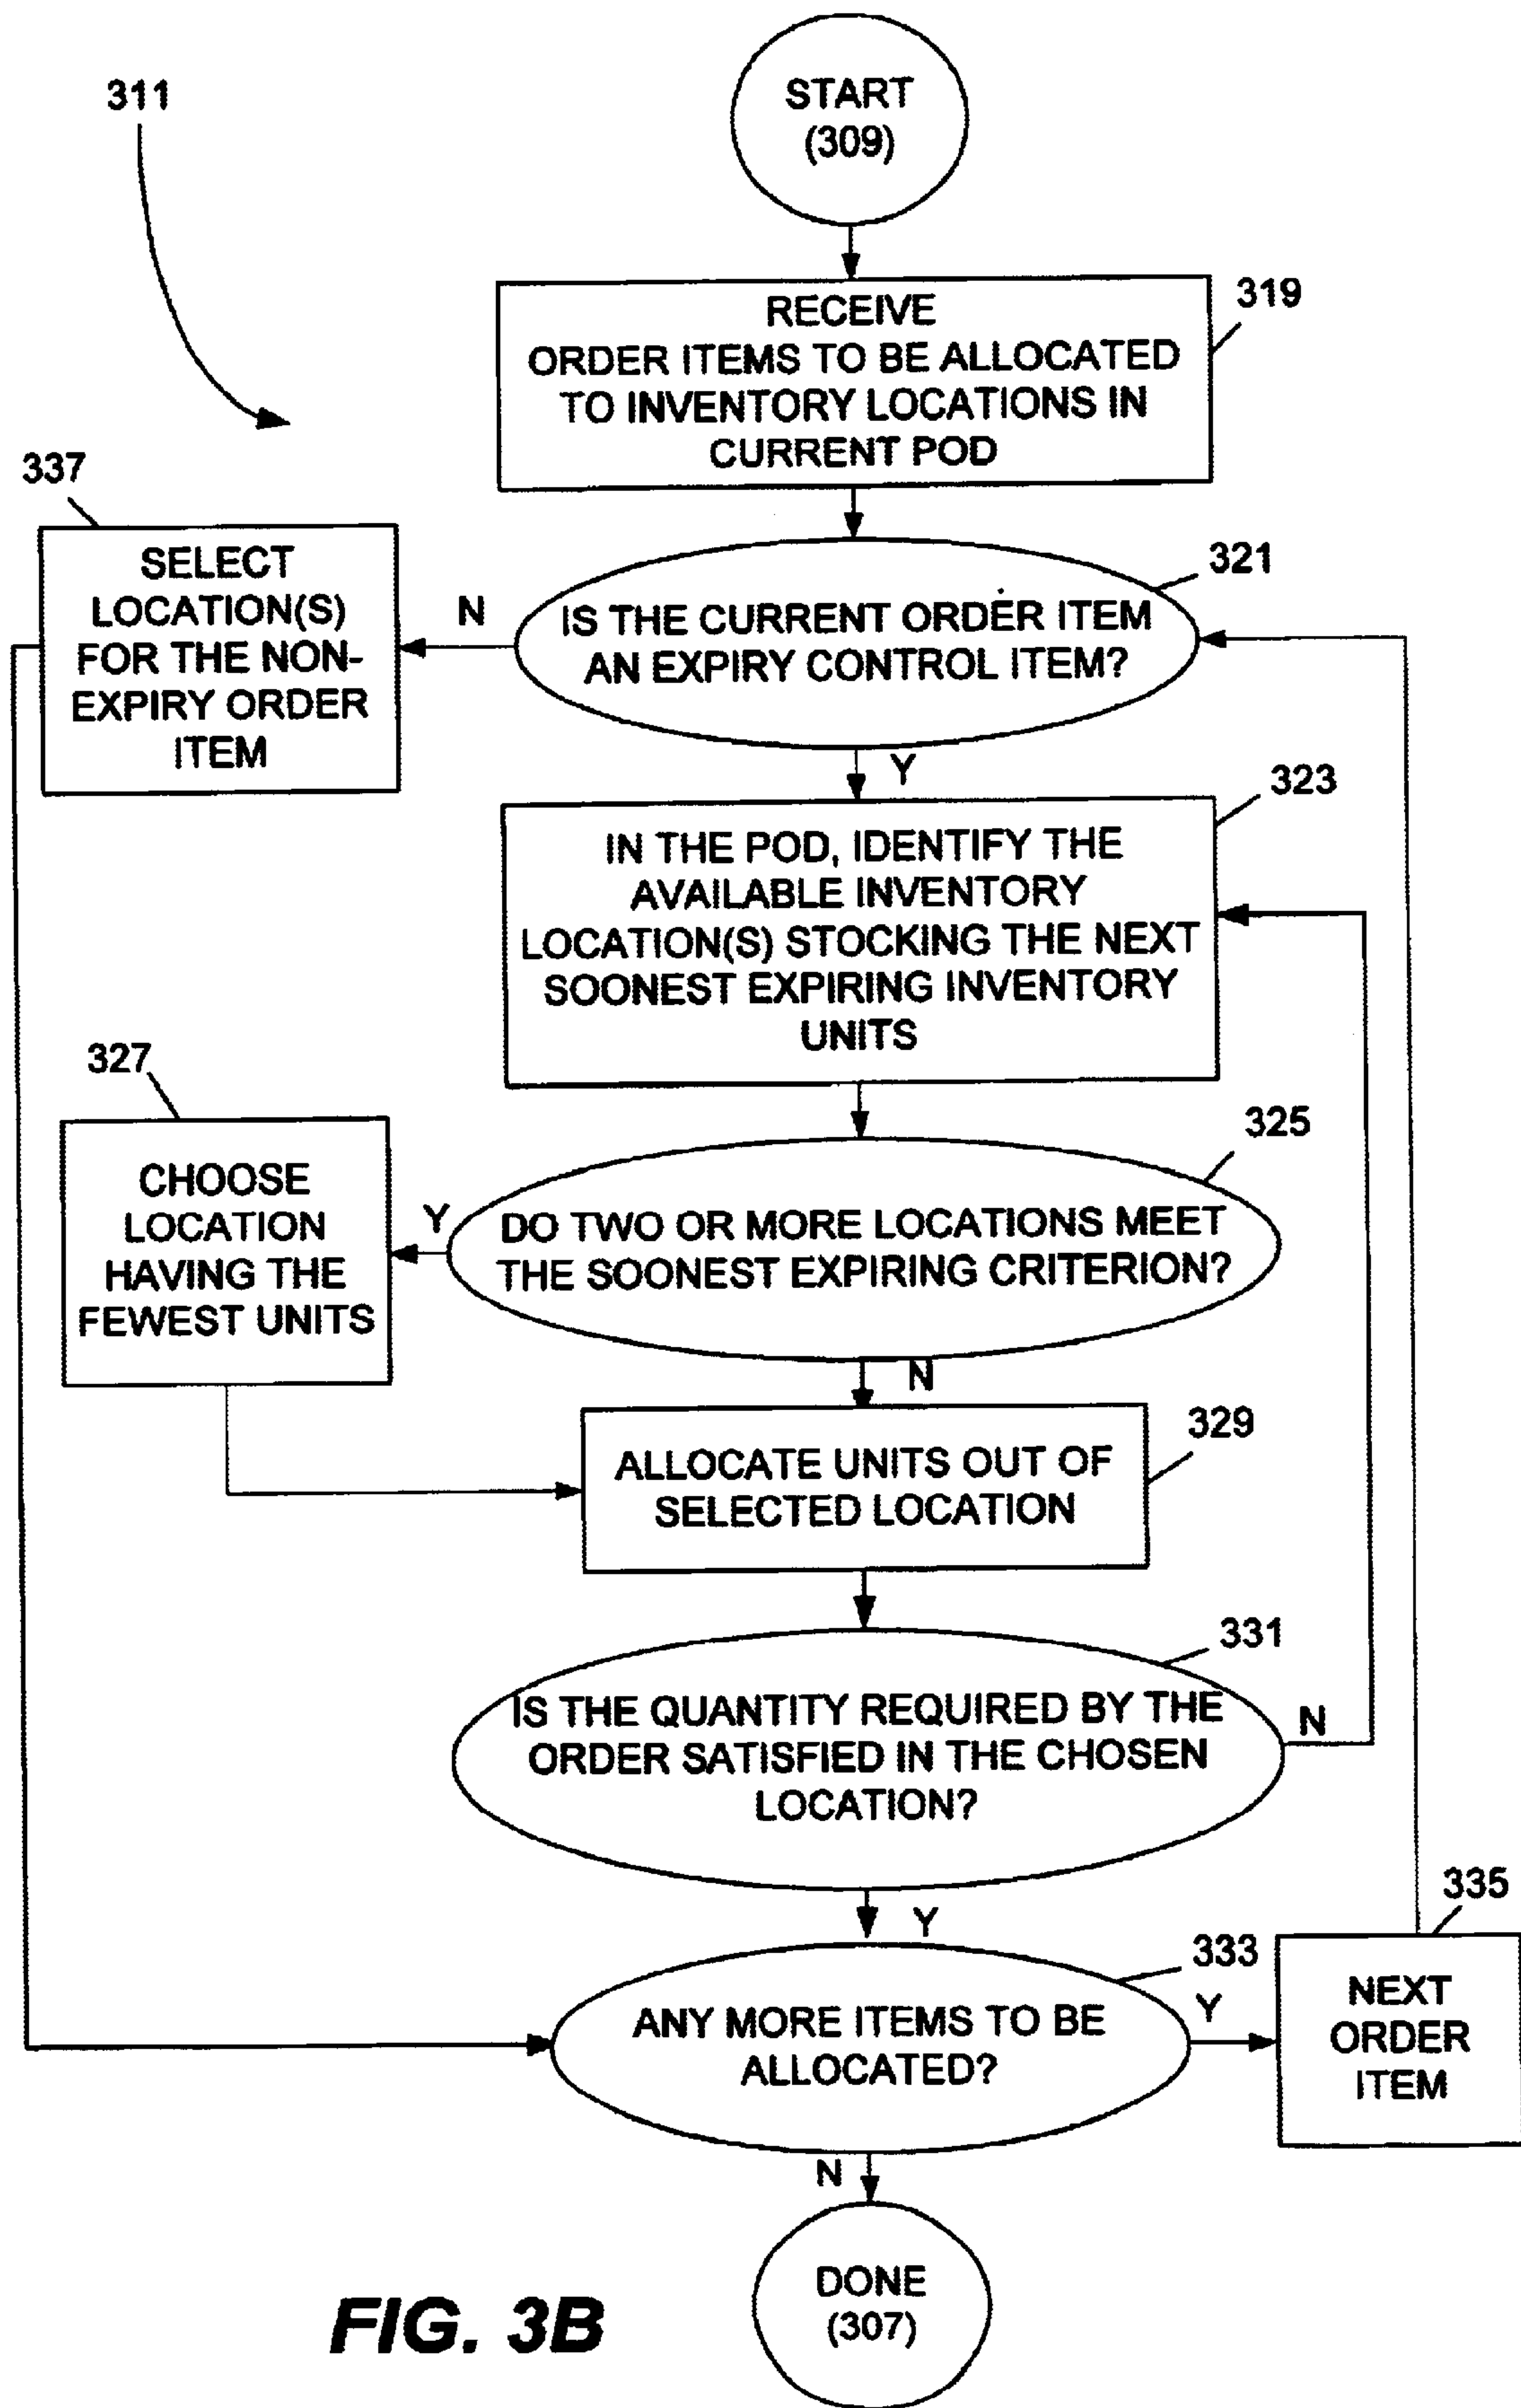 311
START
(309)
319
RECEIVE
ORDER ITEMS TO BE ALLOCATED
TO INVENTORY LOCATIONS IN
CURRENT POD
337
SELECT
LOCATION(S)
FOR THE NON-
EXPIRY ORDER
ITEM
N
321
IS THE CURRENT ORDER ITEM
AN EXPIRY CONTROL ITEM?
Y
323
IN THE POD, IDENTIFY THE
AVAILABLE INVENTORY
LOCATION(S) STOCKING THE NEXT
SOONEST EXPIRING INVENTORY
UNITS
327
CHOOSE
LOCATION
HAVING THE
FEWEST UNITS
Y
325
DO TWO OR MORE LOCATIONS MEET
THE SOONEST EXPIRING CRITERION?
N
329
ALLOCATE UNITS OUT OF
SELECTED LOCATION
331
IS THE QUANTITY REQUIRED BY THE
ORDER SATISFIED IN THE CHOSEN
LOCATION?
N
Y
333
ANY MORE ITEMS TO BE
ALLOCATED?
Y
335
NEXT
ORDER
ITEM
N
DONE
(307)
FIG. 3B